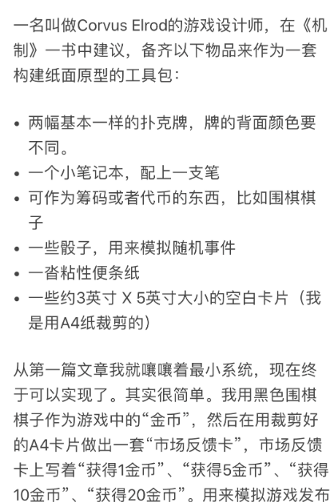 一名叫做Corvus Elrod的游戏设计师，在《机
制》一书中建议，备齐以下物品来作为一套
构建纸面原型的工具包：
• 两幅基本一样的扑克牌，牌的背面颜色要
不同。
• 一个小笔记本，配上一支笔
• 可作为筹码或者代币的东西，比如围棋棋
子
• 一些骰子，用来模拟随机事件
• 一沓粘性便条纸
• 一些约3英寸 X 5英寸大小的空白卡片（我
是用A4纸裁剪的）
从第一篇文章我就嚷嚷着最小系统，现在终
于可以实现了。其实很简单。我用黑色围棋
棋子作为游戏中的“金币”，然后在用裁剪好
的A4卡片做出一套“市场反馈卡”，市场反馈
卡上写着“获得1金币”、“获得5金币”、“获得
10金币”、“获得20金币”。用来模拟游戏发布